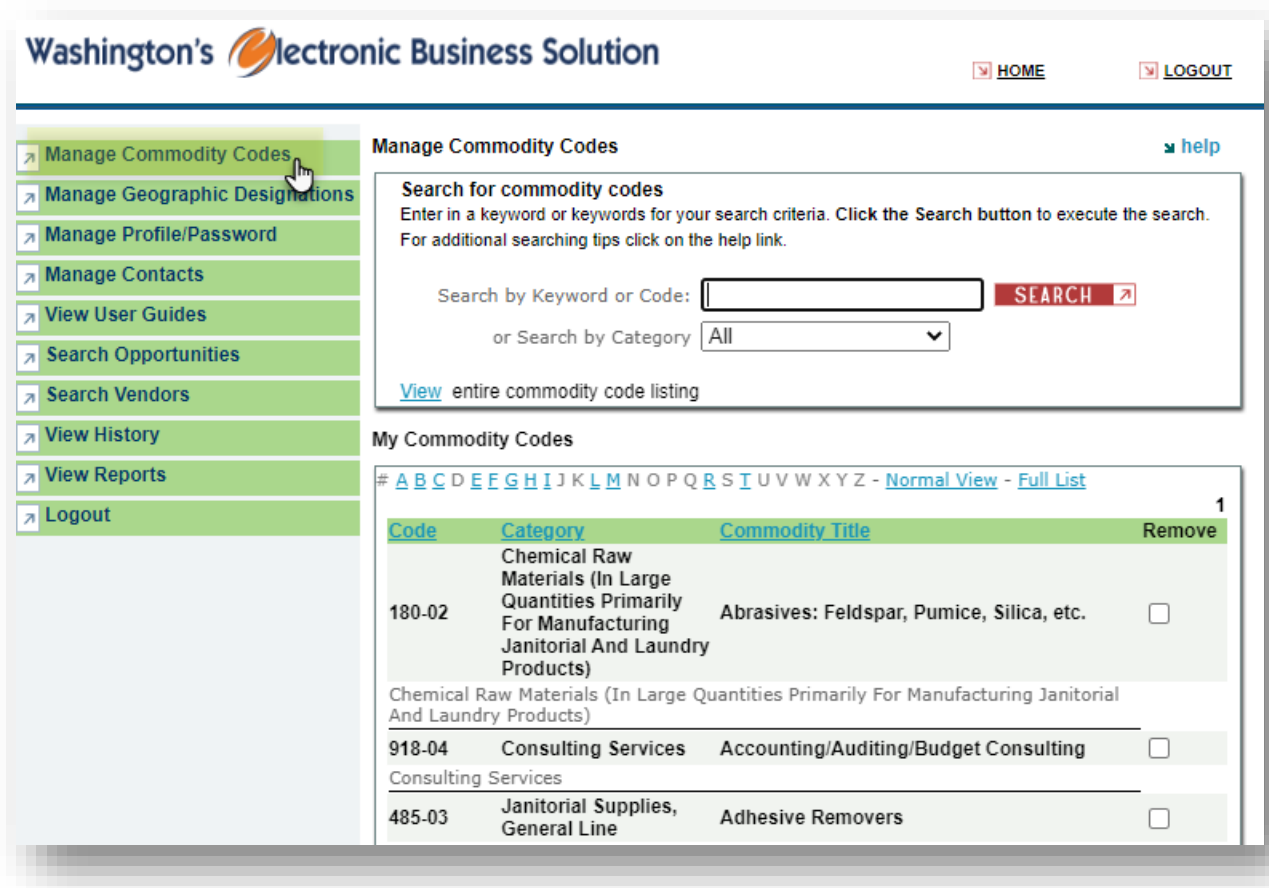 Washington's Electronic Business Solution
HOME
LOGOUT
Manage Commodity Codes
Manage Geographic Designations
Manage Profile/Password
Manage Contacts
View User Guides
Search Opportunities
Search Vendors
View History
View Reports
Logout
Manage Commodity Codes
help
Search for commodity codes
Enter in a keyword or keywords for your search criteria. Click the Search button to execute the search.
For additional searching tips click on the help link.
Search by Keyword or Code:
SEARCH
or Search by Category All
View entire commodity code listing
My Commodity Codes
# A B C D E F G H I J K L M N O P Q R S T U V W X Y Z - Normal View - Full List
1
Code Category Commodity Title Remove
Chemical Raw
Materials (In Large
Quantities Primarily
180-02 For Manufacturing Abrasives: Feldspar, Pumice, Silica, etc.
Janitorial And Laundry
Products)
Chemical Raw Materials (In Large Quantities Primarily For Manufacturing Janitorial
And Laundry Products)
918-04 Consulting Services Accounting/Auditing/Budget Consulting
Consulting Services
485-03 Janitorial Supplies, Adhesive Removers
General Line